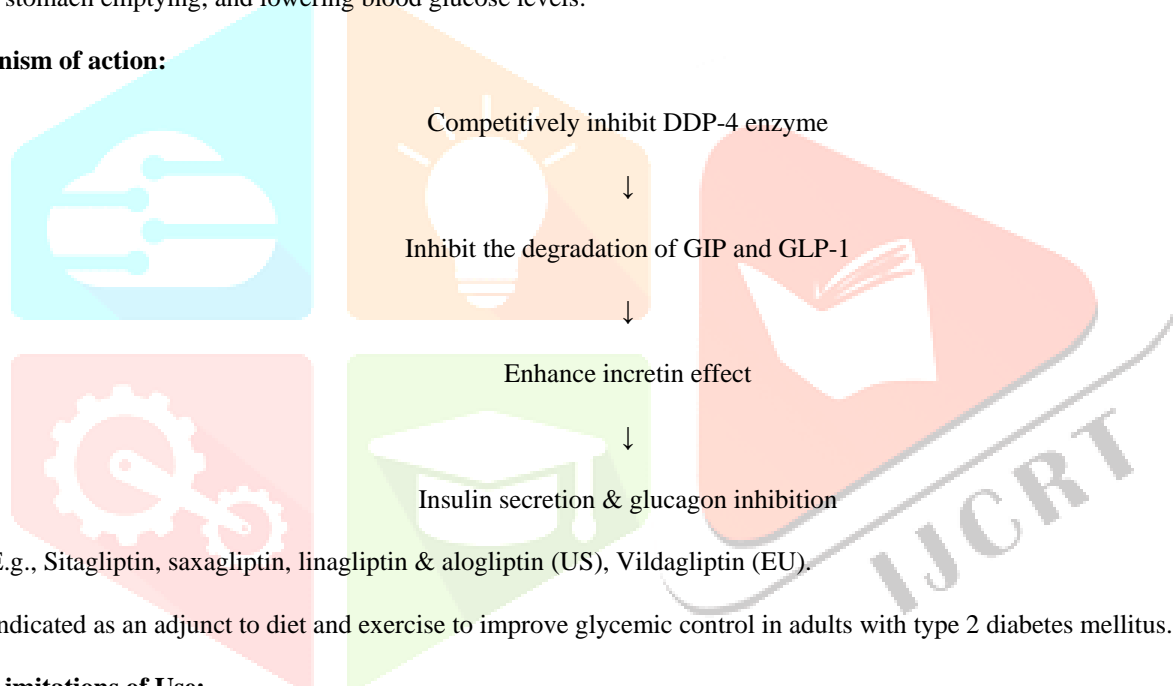 stomach emptying, and lowering blood glucose levels.
nism of action:
Competitively inhibit DDP-4 enzyme
↓
Inhibit the degradation of GIP and GLP-1
↓
Enhance incretin effect
↓
Insulin secretion & glucagon inhibition
E.g., Sitagliptin, saxagliptin, linagliptin & alogliptin (US), Vildagliptin (EU).
ndicated as an adjunct to diet and exercise to improve glycemic control in adults with type 2 diabetes mellitus.
imitations of Use:
IJCRT